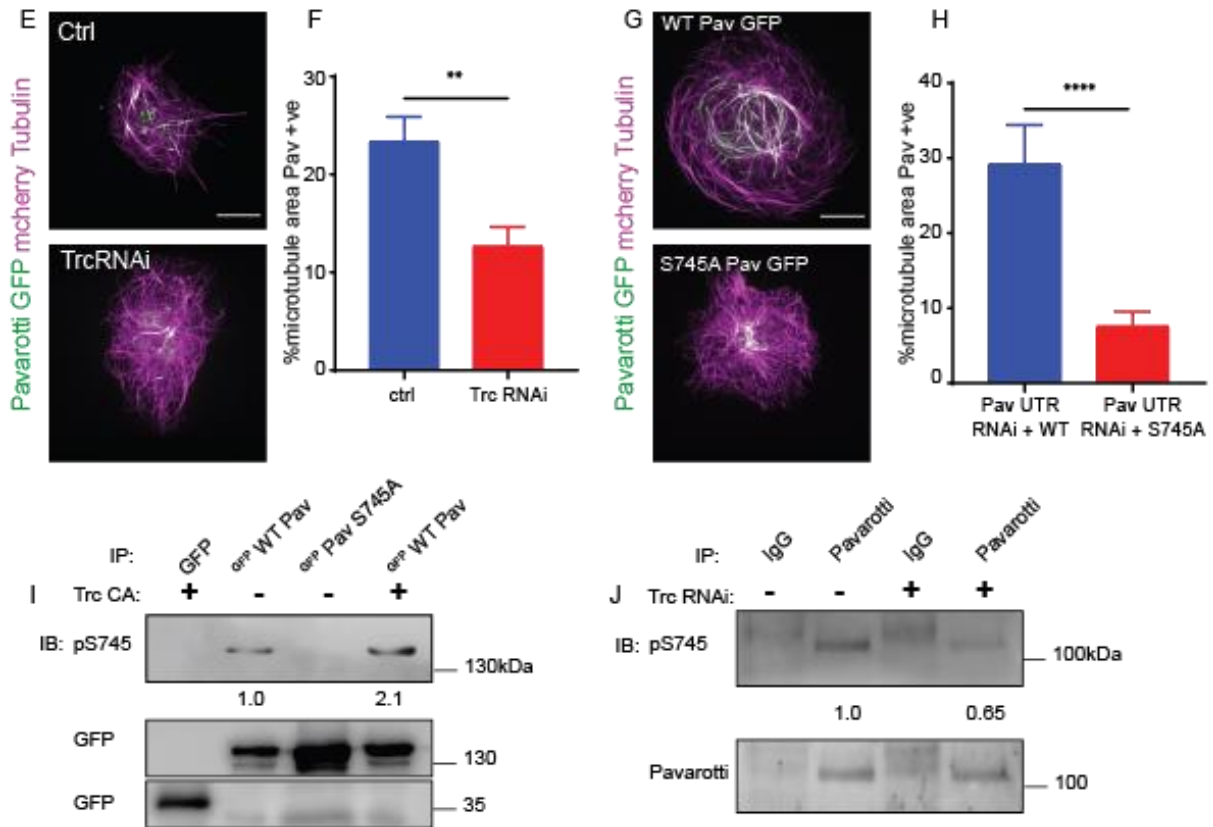 E
Ctrl
TrcRNAi
Pavarotti GFP mcherry Tubulin
F
%microtubule area Pav +ve
30
20
10
0
**
ctrl
Trc RNAi
G
WT Pav GFP
S745A Pav GFP
Pavarotti GFP mcherry Tubulin
H
%microtubule area Pav +ve
40
30
20
10
0
****
Pav UTR
RNAi + WT
Pav UTR
RNAi + S745A
I
IP: GFP GFP WT Pav GFP Pav S745A GFP WT Pav
Trc CA: + - - +
IB: pS745
130kDa
1.0 2.1
GFP
130
GFP
35
J
IP: IgG Pavarotti IgG Pavarotti
Trc RNAi: - - + +
IB: pS745
100kDa
1.0 0.65
Pavarotti
100